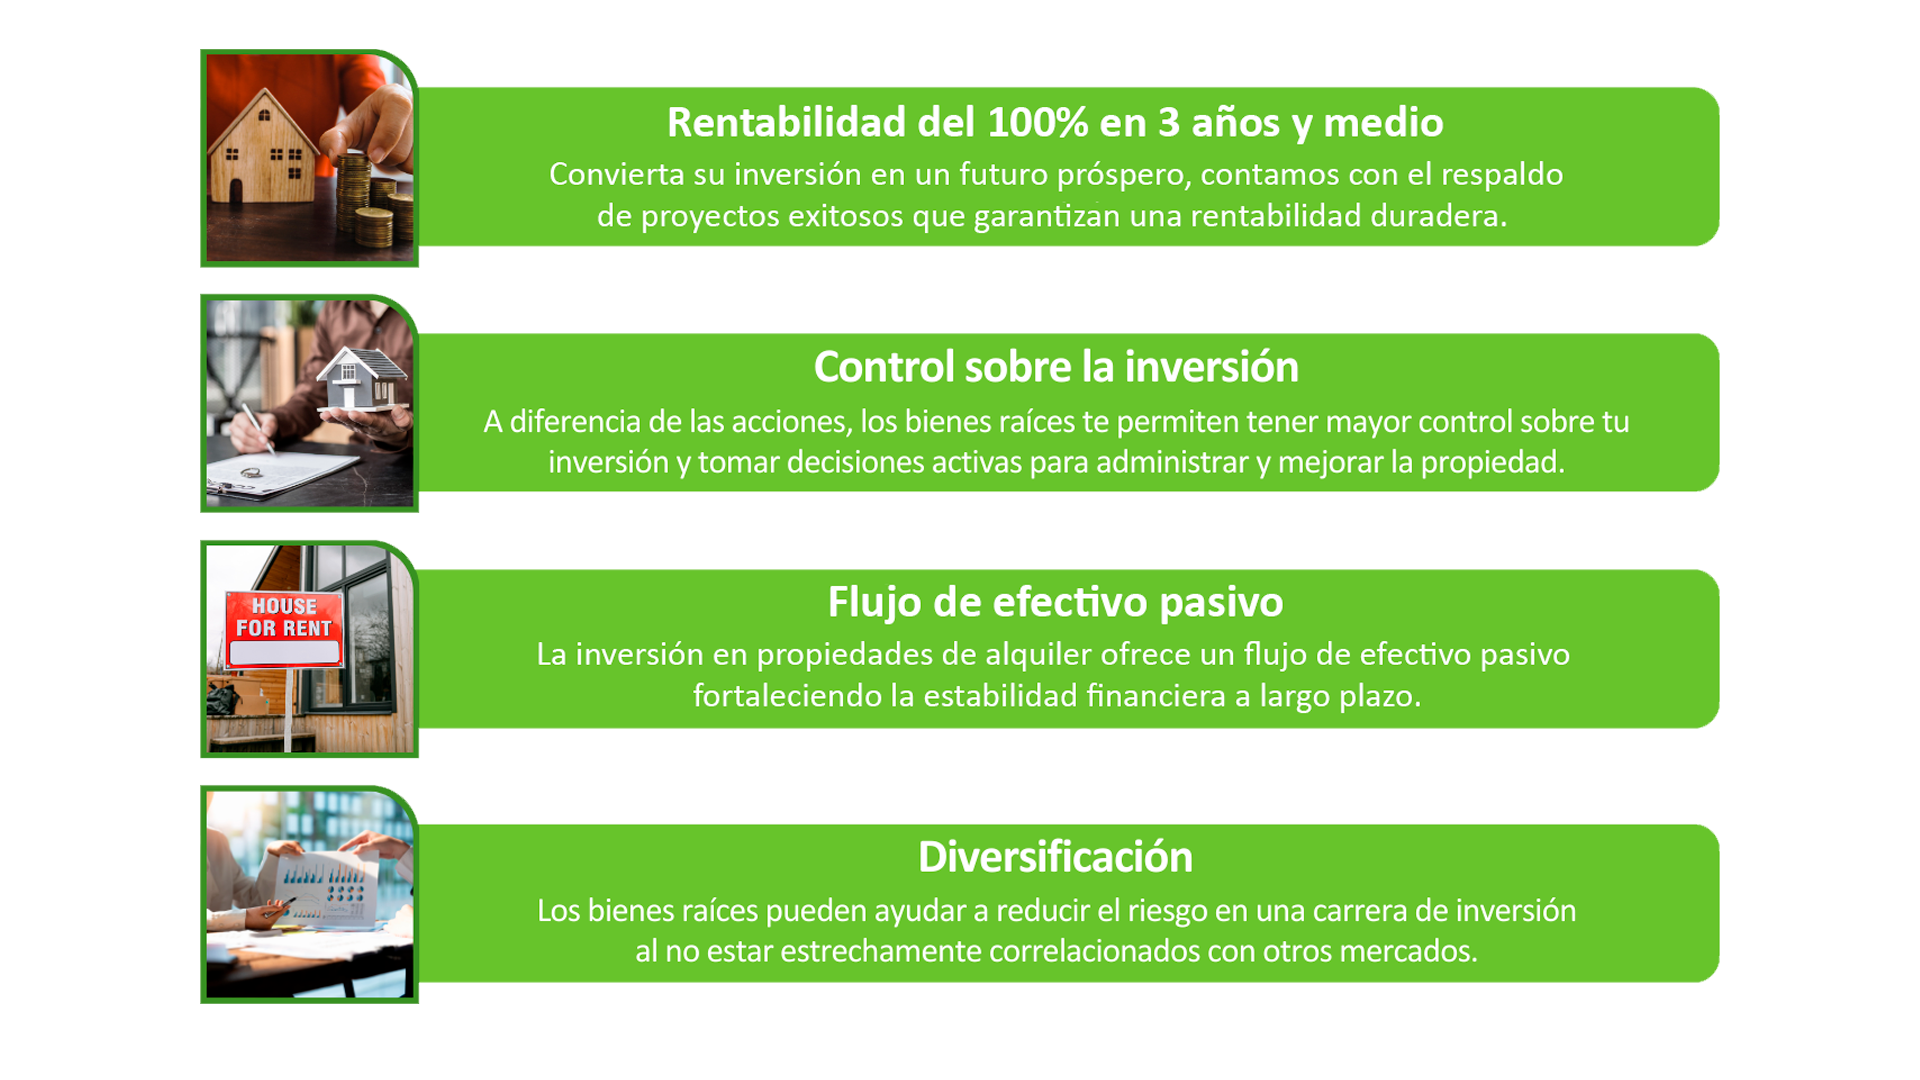 Rentabilidad del 100% en 3 años y medio
Convierta su inversión en un futuro próspero, contamos con el respaldo
de proyectos exitosos que garantizan una rentabilidad duradera.
Control sobre la inversión
A diferencia de las acciones, los bienes raíces te permiten tener mayor control sobre tu
inversión y tomar decisiones activas para administrar y mejorar la propiedad.
HOUSE
FOR RENT
Flujo de efectivo pasivo
La inversión en propiedades de alquiler ofrece un flujo de efectivo pasivo
fortaleciendo la estabilidad financiera a largo plazo.
Diversificación
Los bienes raíces pueden ayudar a reducir el riesgo en una carrera de inversión
al no estar estrechamente correlacionados con otros mercados.